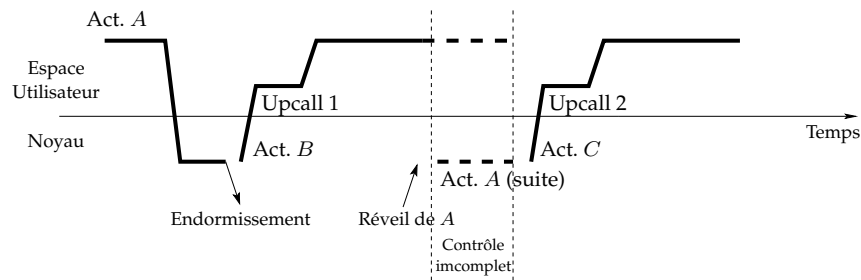 Act. A
Espace
Utilisateur
Upcall 1
Upcall 2
Temps
Noyau
Act. B
Act. C
Act. A (suite)
Endormissement
Réveil de A
Contrôle
imcomplet